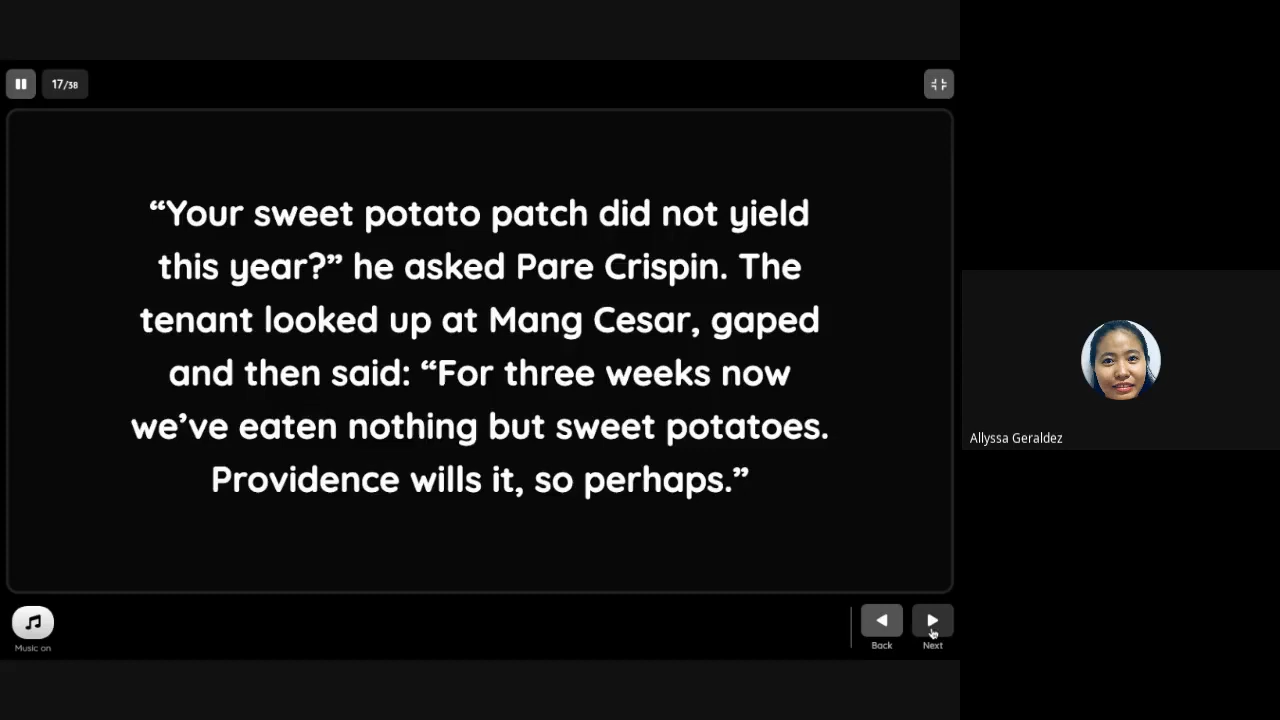 17/38
“Your sweet potato patch did not yield
this year?” he asked Pare Crispin. The
tenant looked up at Mang Cesar, gaped
and then said: “For three weeks now
we’ve eaten nothing but sweet potatoes.
Providence wills it, so perhaps.”
Allyssa Geraldez
Music on
Back
Next